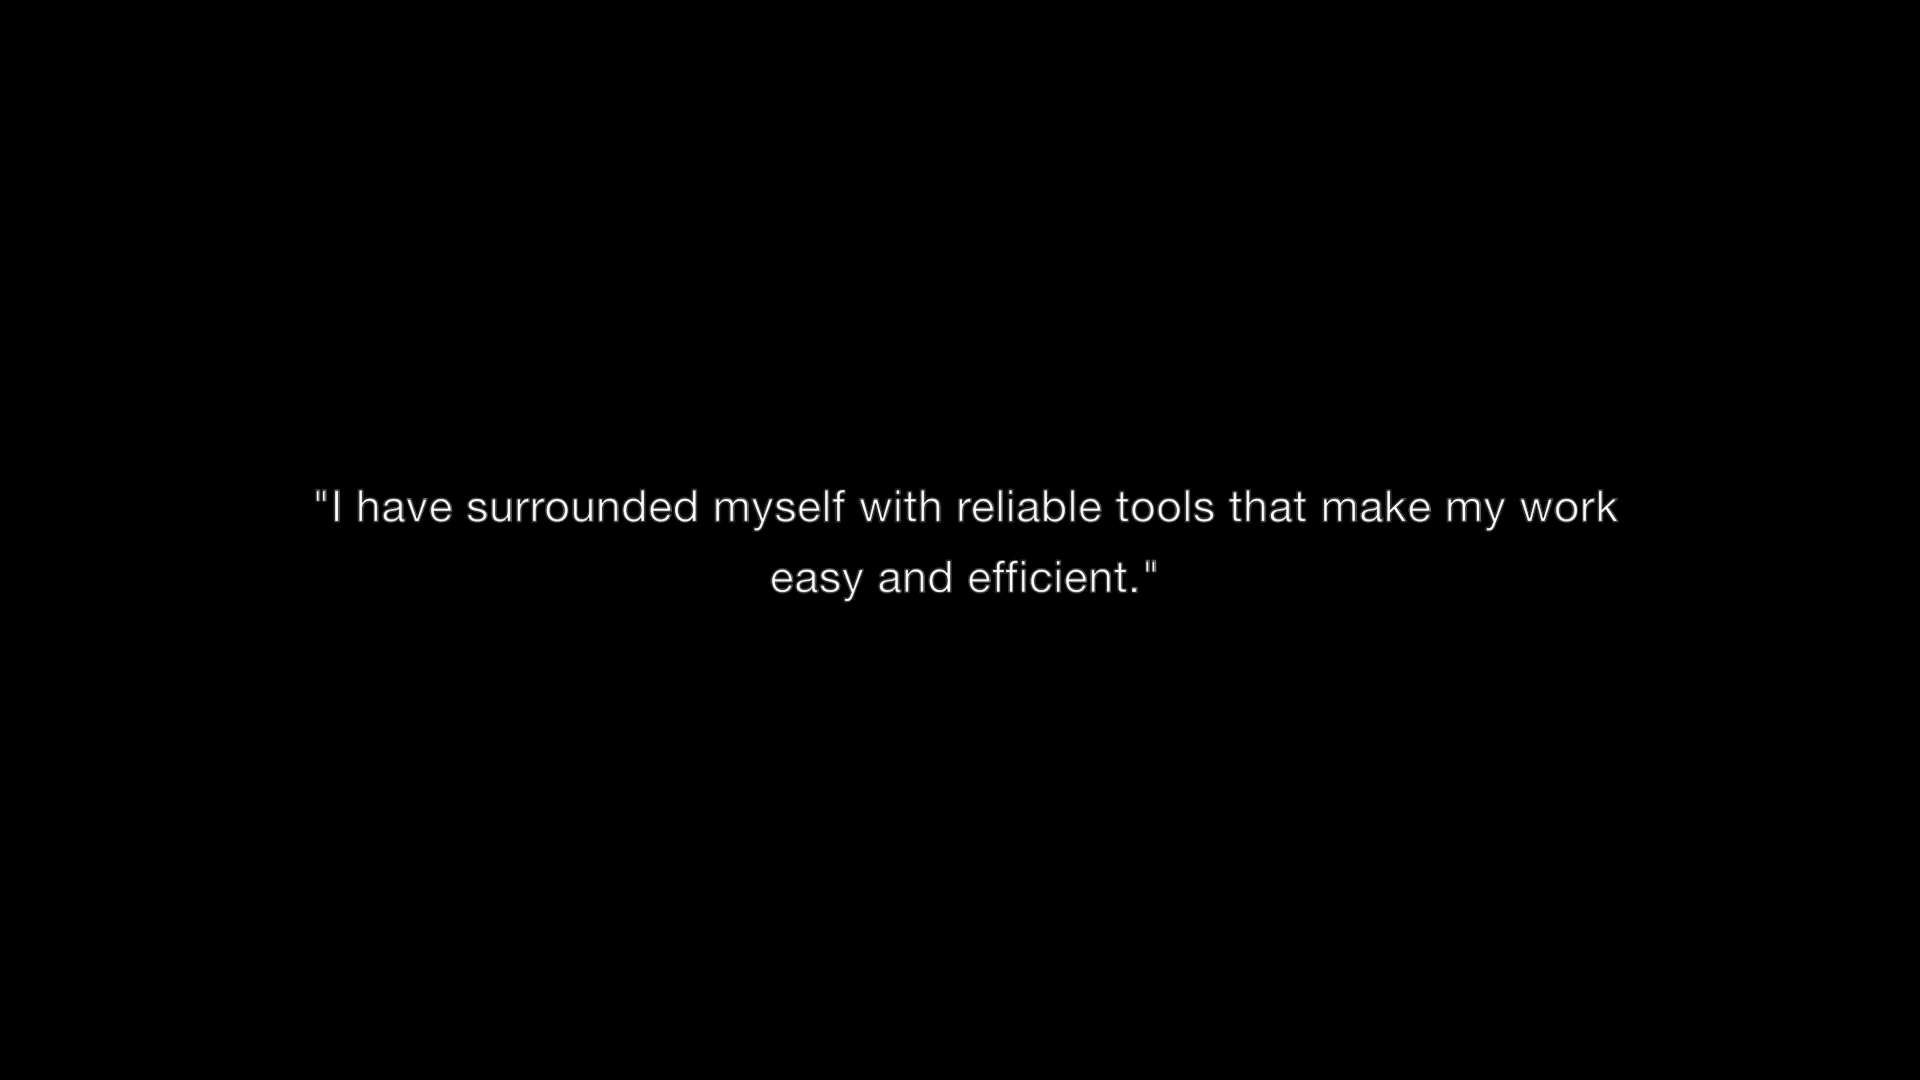 "I have surrounded myself with reliable tools that make my work
easy and efficient."